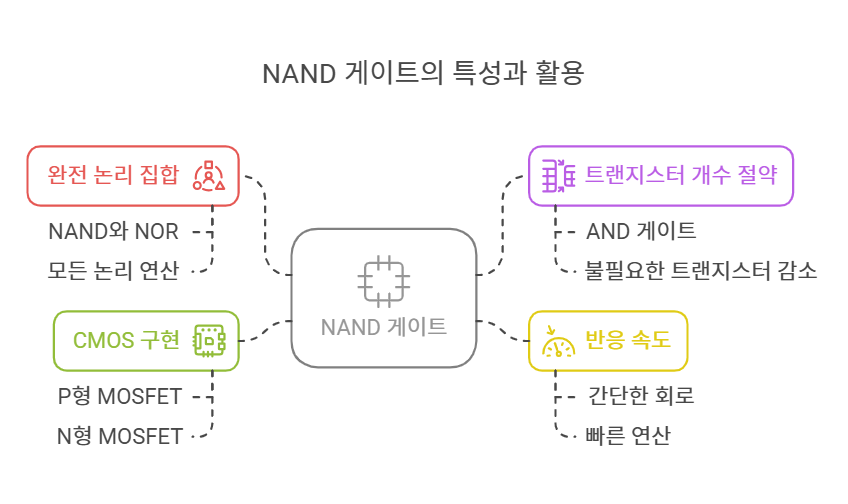 NAND 게이트의 특성과 활용
완전 논리 집합
NAND와 NOR
모든 논리 연산
CMOS 구현
P형 MOSFET
N형 MOSFET
NAND 게이트
트랜지스터 개수 절약
AND 게이트
불필요한 트랜지스터 감소
반응 속도
간단한 회로
빠른 연산